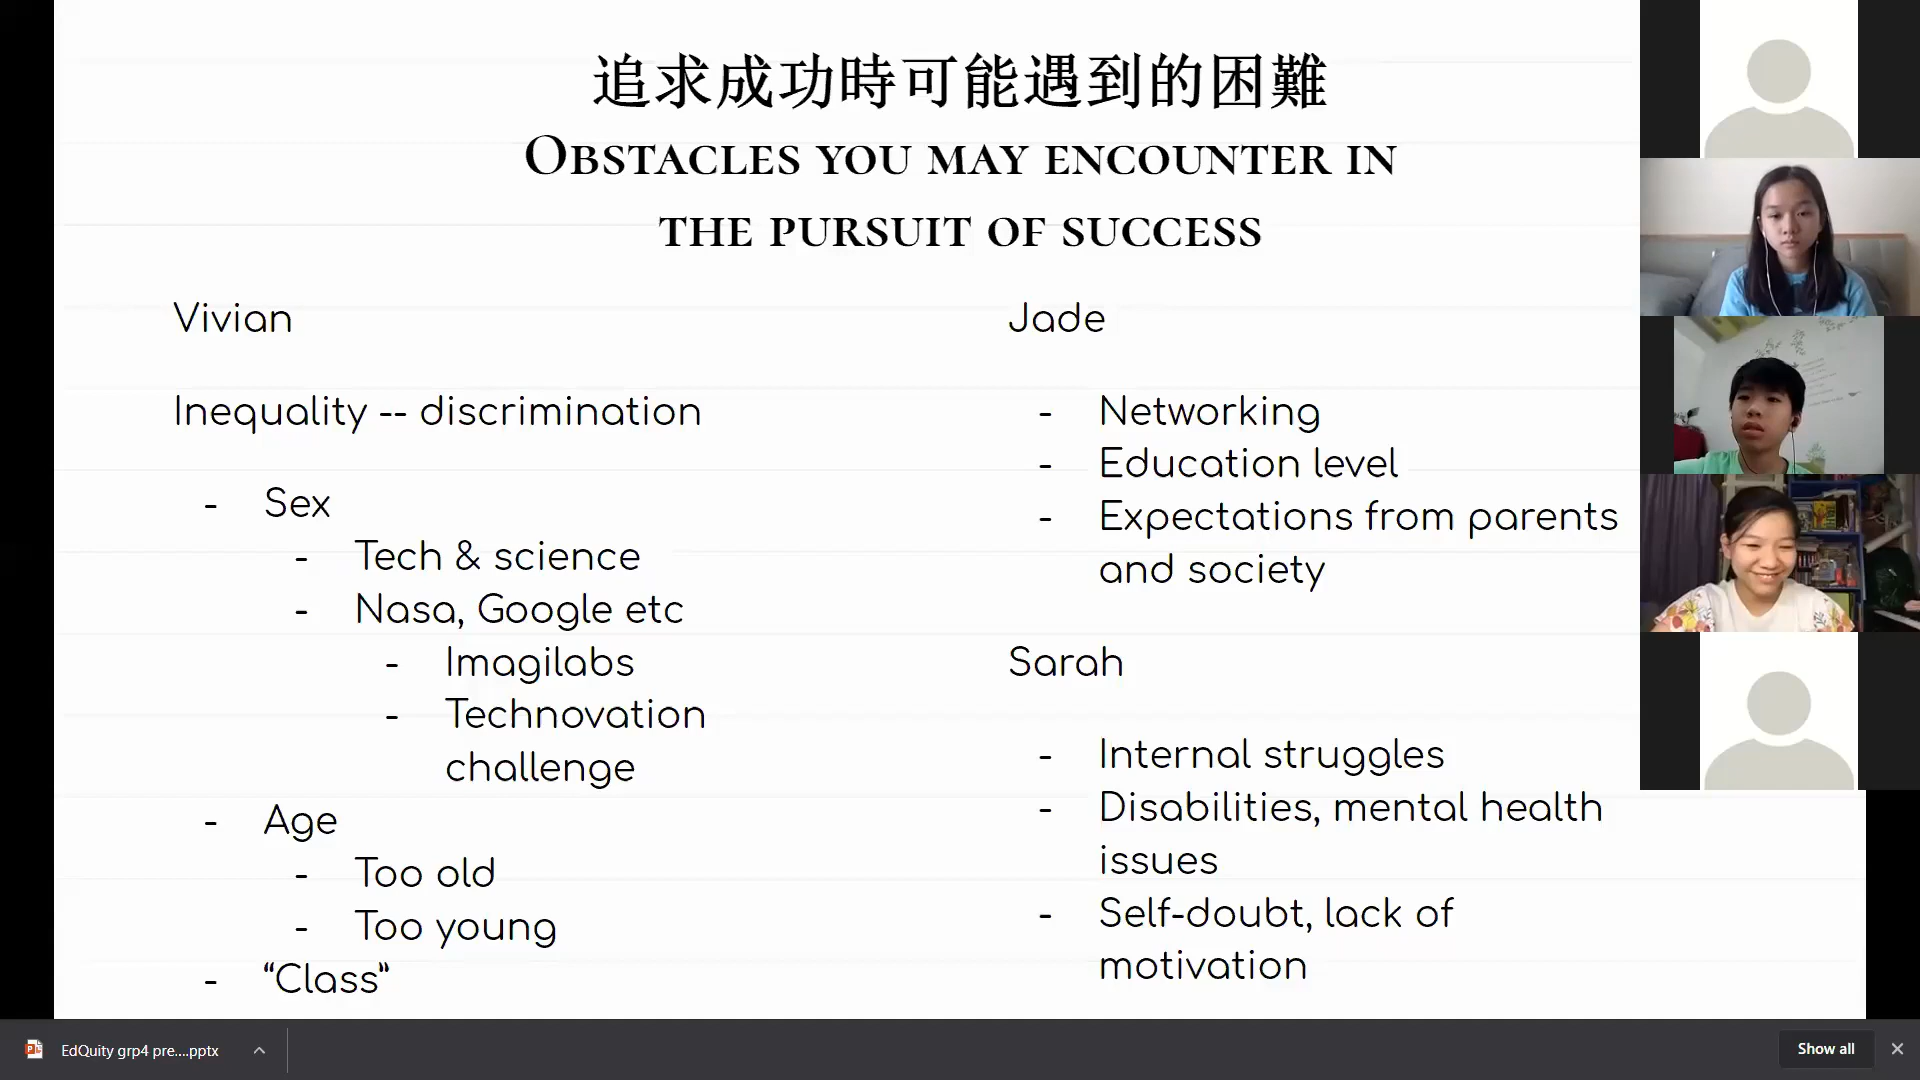 追求成功時可能遇到的困難
Obstacles you may encounter in
the pursuit of success
Vivian
Inequality -- discrimination
- Sex
- Tech & science
- Nasa, Google etc
- Imagilabs
- Technovation
challenge
- Age
- Too old
- Too young
- “Class”
Jade
- Networking
- Education level
- Expectations from parents
and society
Sarah
- Internal struggles
- Disabilities, mental health
issues
- Self-doubt, lack of
motivation
EdQuity grp4 pre....pptx
Show all